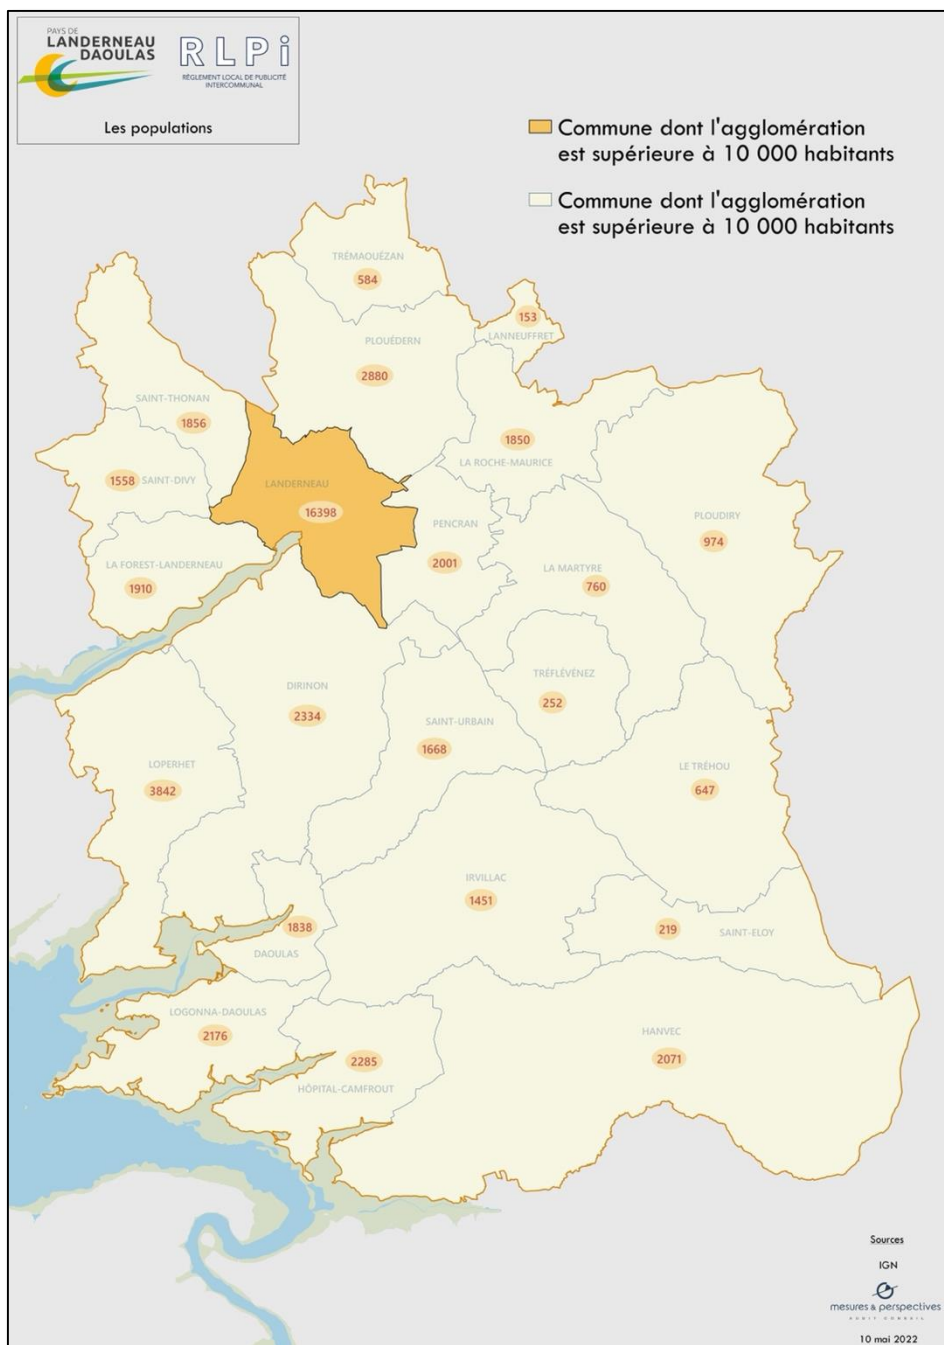 PAYS DE
LANDERNEAU
DAOULAS
RLPi
RÈGLEMENT LOCAL DE PUBLICITÉ
INTERCOMMUNAL
Les populations
Commune dont l'agglomération
est supérieure à 10 000 habitants
Commune dont l'agglomération
est supérieure à 10 000 habitants
TRÉMAOUÉZAN
584
153
LANNEUFFRET
PLOUÉDERN
2880
SAINT-THONAN
1856
1850
LA ROCHE-MAURICE
1558 SAINT-DIVY
LANDERNEAU
16398
PENCRAN
2001
PLOUDIRY
974
LA FOREST-LANDERNEAU
1910
LA MARTYRE
760
TRÉFLÉVÉNEZ
252
DIRINON
2334
SAINT-URBAIN
1668
LOPERHET
3842
LE TRÉHOU
647
IRVILLAC
1451
1838
DAOULAS
219
SAINT-ELOY
LOGONNA-DAOULAS
2176
2285
HÔPITAL-CAMFROUT
HANVEC
2071
Sources
IGN
mesures & perspectives
AUDIT CONSEIL
10 mai 2022